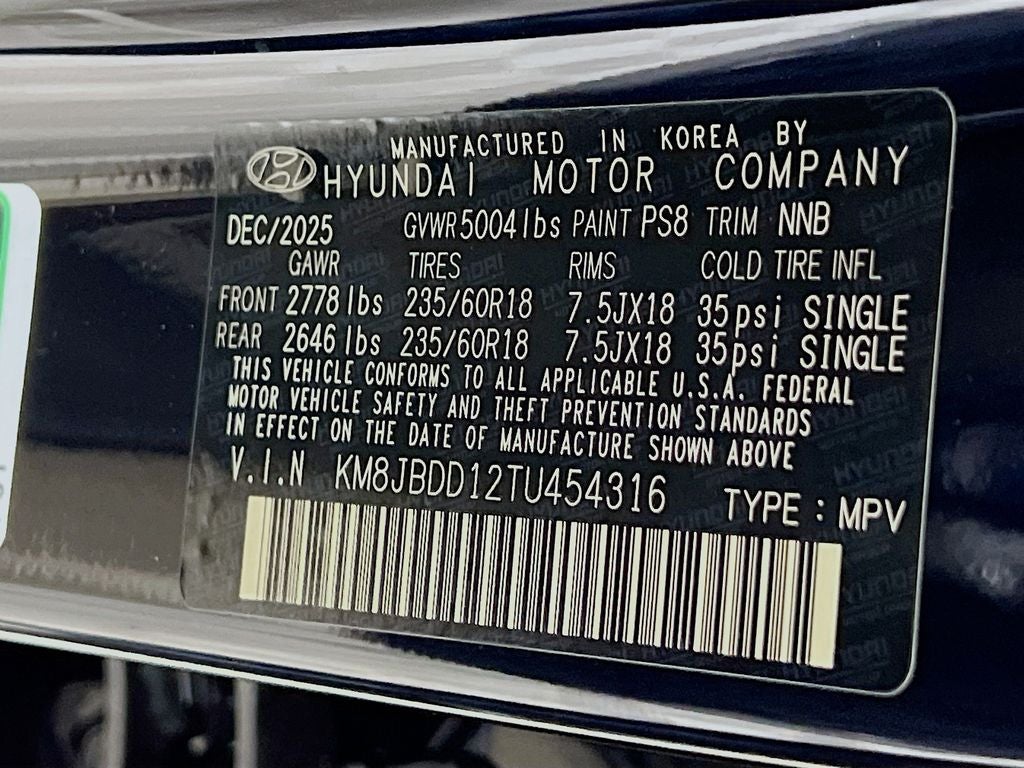 MANUFACTURED IN KOREA BY
HYUNDAI MOTOR COMPANY
DEC/2025 GVWR 5004 lbs PAINT PS8 TRIM NNB
GAWR TIRES RIMS COLD TIRE INFL
FRONT 2778 lbs 235/60R18 7.5JX18 35psi SINGLE
REAR 2646 lbs 235/60R18 7.5JX18 35psi SINGLE
THIS VEHICLE CONFORMS TO ALL APPLICABLE U.S.A. FEDERAL
MOTOR VEHICLE SAFETY AND THEFT PREVENTION STANDARDS
IN EFFECT ON THE DATE OF MANUFACTURE SHOWN ABOVE
V.I.N KM8JBDD12TU454316 TYPE : MPV